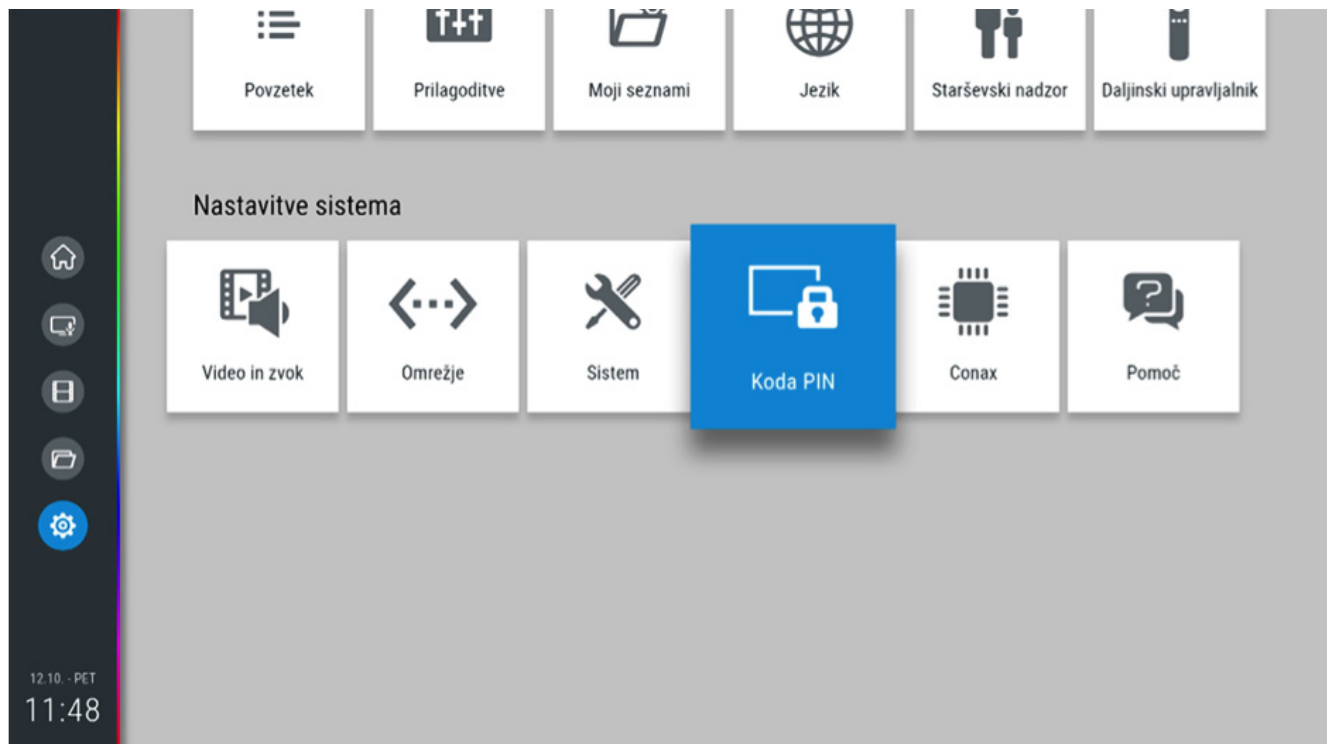 Povzetek
Prilagoditve
Moji seznami
Jezik
Starševski nadzor
Daljinski upravljalnik
Nastavitve sistema
Video in zvok
Omrežje
Sistem
Koda PIN
Conax
Pomoč
12.10. - PET
11:48